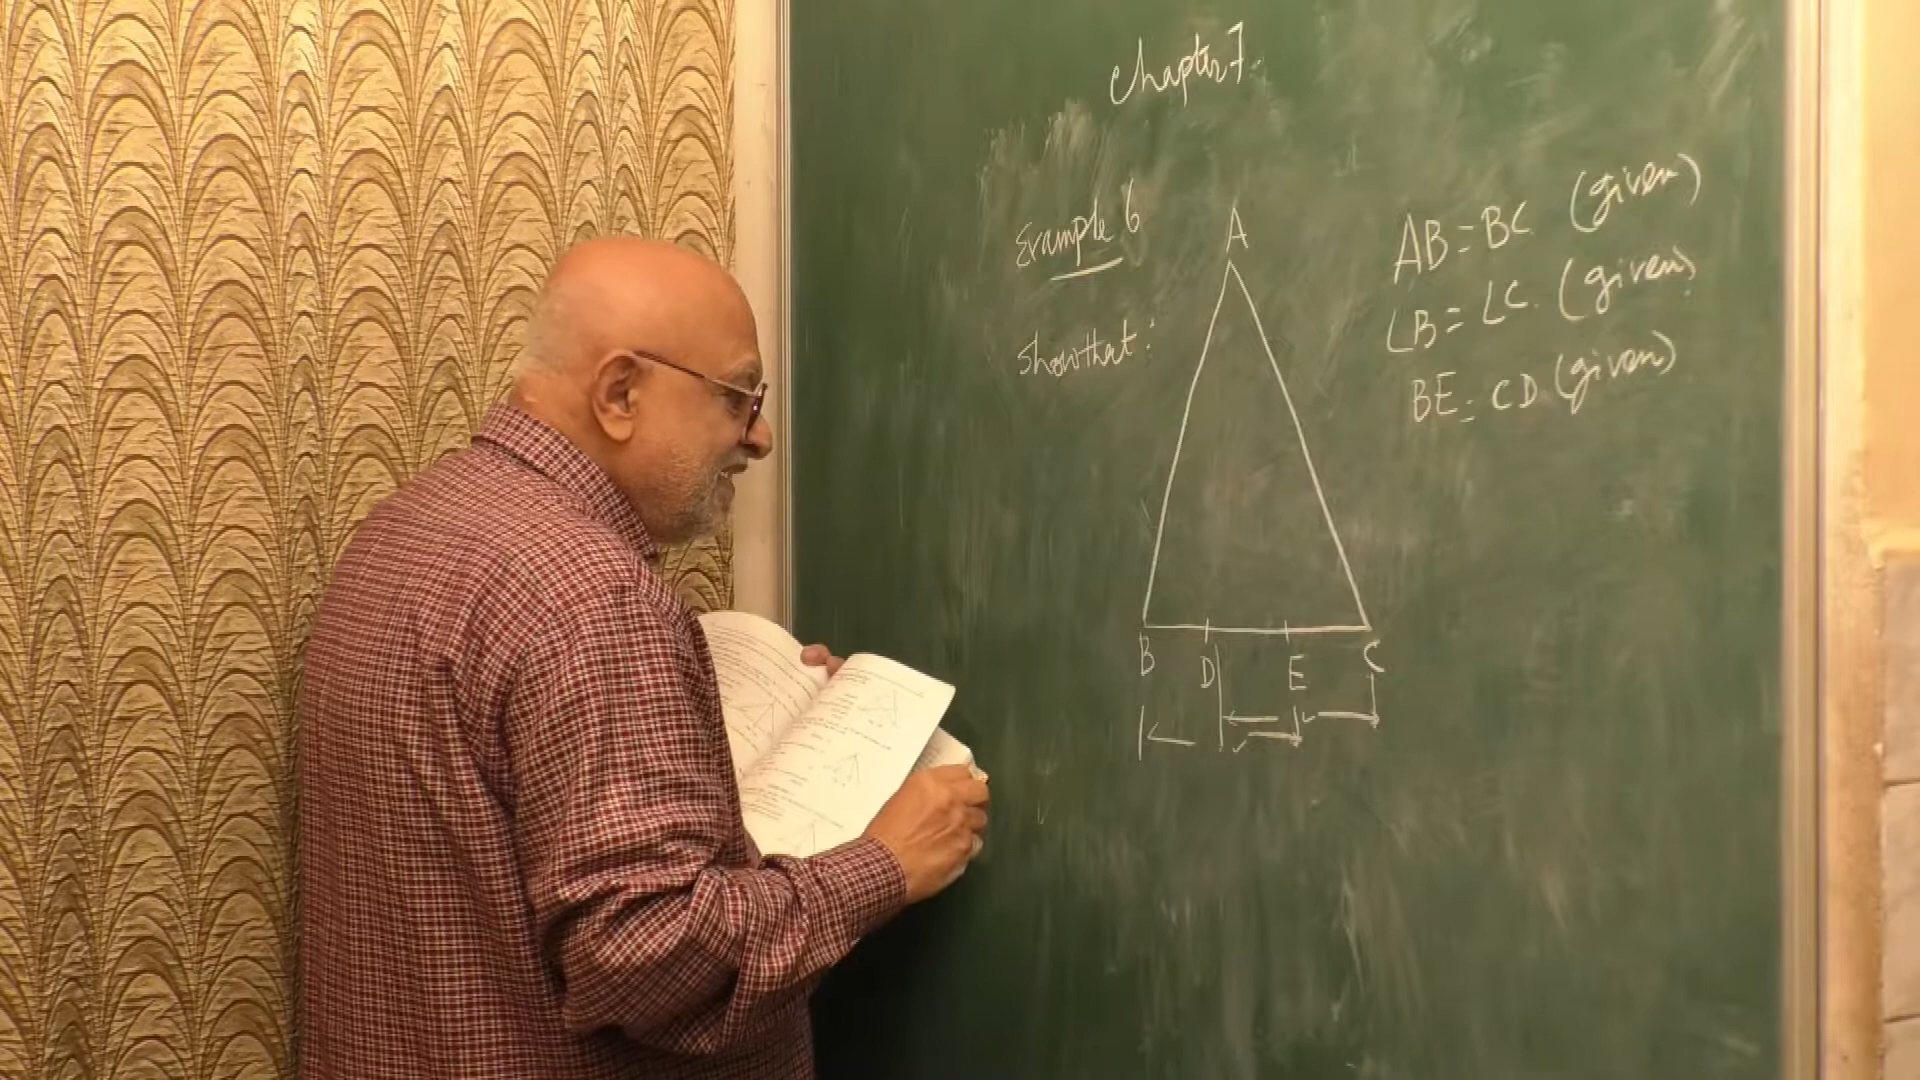 Chapter 7.
Example 6
Show that :
A
B D E C
AB = BC (given)
∠B = ∠C. (given)
BE = CD (given)